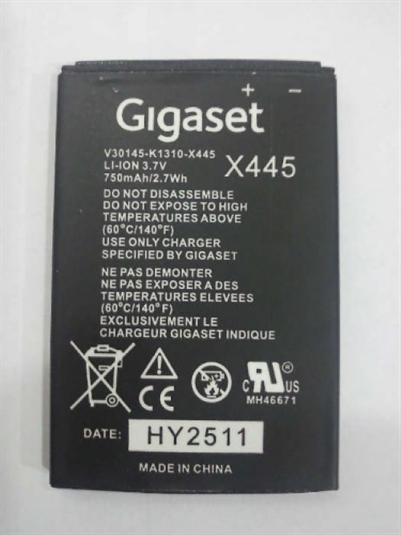 + −
Gigaset
V30145-K1310-X445
LI-ION 3.7V
750mAh/2.7Wh
X445
DO NOT DISASSEMBLE
DO NOT EXPOSE TO HIGH
TEMPERATURES ABOVE
(60°C/140°F)
USE ONLY CHARGER
SPECIFIED BY GIGASET
NE PAS DEMONTER
NE PAS EXPOSER A DES
TEMPERATURES ELEVEES
(60°C/140°F)
EXCLUSIVEMENT LE
CHARGEUR GIGASET INDIQUE
CE
c RU US
MH46671
DATE: HY2511
MADE IN CHINA